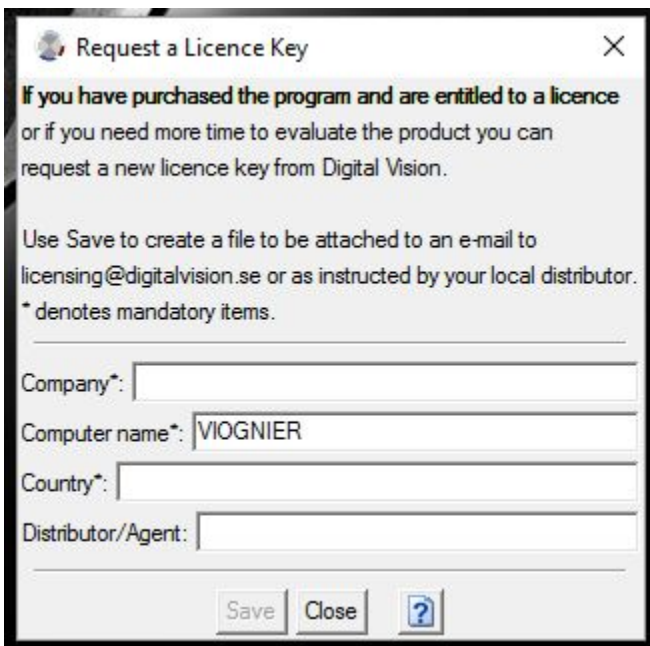 Request a Licence Key
If you have purchased the program and are entitled to a licence
or if you need more time to evaluate the product you can
request a new licence key from Digital Vision.
Use Save to create a file to be attached to an e-mail to
licensing@digitalvision.se or as instructed by your local distributor.
* denotes mandatory items.
Company*:
Computer name*: VIOGNIER
Country*:
Distributor/Agent:
Save Close ?